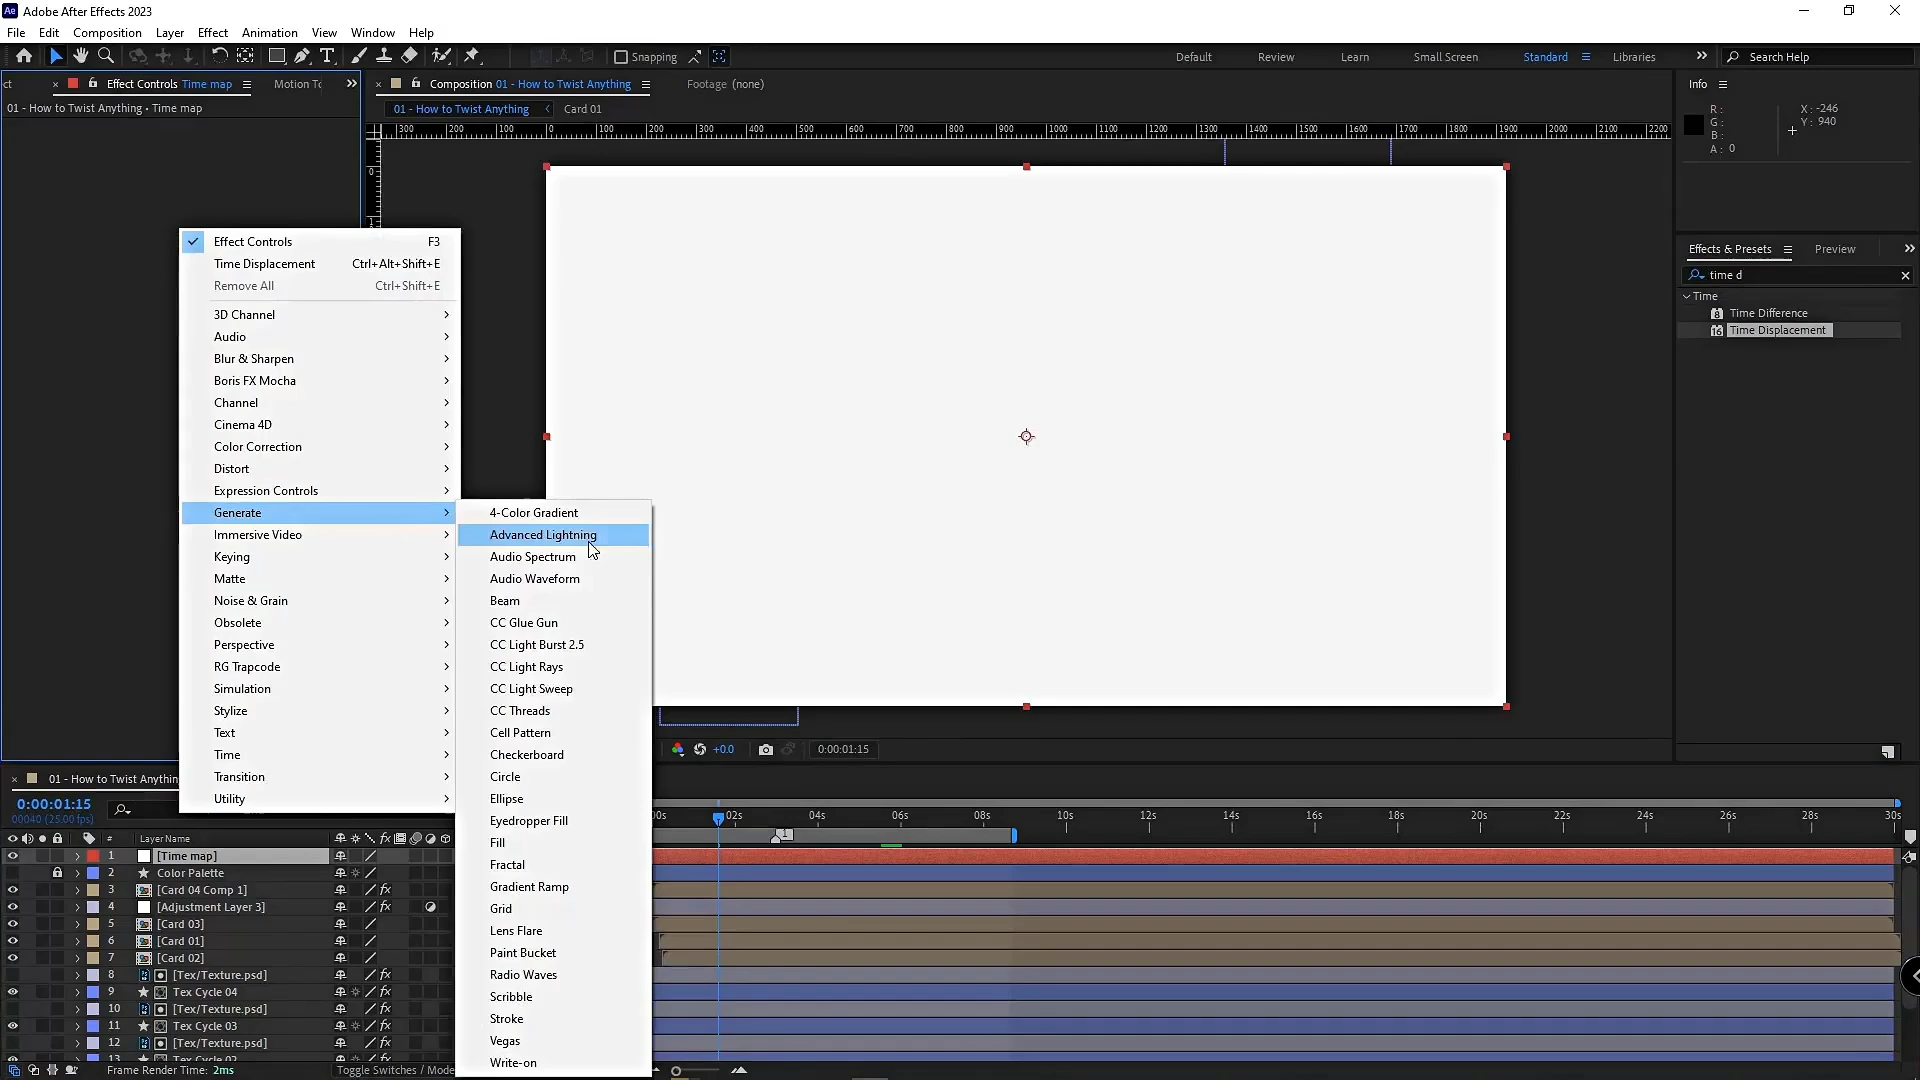 Adobe After Effects 2023
File Edit Composition Layer Effect Animation View Window Help
Snapping Default Review Learn Small Screen Standard Libraries Search Help
ct Effect Controls Time map Motion Tc
Composition 01 - How to Twist Anything Footage (none)
Info
01 - How to Twist Anything • Time map
01 - How to Twist Anything Card 01
300 200 100 0 100 200 300 400 500 600 700 800 900 1000 1100 1200 1300 1400 1500 1600 1700 1800 1900 2000 2100 2200
R:
G:
B:
A: 0
X: -246
Y: 940
0
1
Effects & Presets Preview
time d
Time
Time Difference
Time Displacement
Effect Controls F3
Time Displacement Ctrl+Alt+Shift+E
Remove All Ctrl+Shift+E
3D Channel
Audio
Blur & Sharpen
Boris FX Mocha
Channel
Cinema 4D
Color Correction
Distort
Expression Controls
Generate
Immersive Video
Keying
Matte
Noise & Grain
Obsolete
Perspective
RG Trapcode
Simulation
Stylize
Text
Time
Transition
Utility
4-Color Gradient
Advanced Lightning
Audio Spectrum
Audio Waveform
Beam
CC Glue Gun
CC Light Burst 2.5
CC Light Rays
CC Light Sweep
CC Threads
Cell Pattern
Checkerboard
Circle
Ellipse
Eyedropper Fill
Fill
Fractal
Gradient Ramp
Grid
Lens Flare
Paint Bucket
Radio Waves
Scribble
Stroke
Vegas
Write-on
+0.0 0:00:01:15
01 - How to Twist Anythin
0:00:01:15
00040 (25.00 fps)
00s 02s 04s 06s 08s 10s 12s 14s 16s 18s 20s 22s 24s 26s 28s 30s
1
# Layer Name
1 [Time map]
2 Color Palette
3 [Card 04 Comp 1]
4 [Adjustment Layer 3]
5 [Card 03]
6 [Card 01]
7 [Card 02]
8 [Tex/Texture.psd]
9 Tex Cycle 04
10 [Tex/Texture.psd]
11 Tex Cycle 03
12 [Tex/Texture.psd]
13 Tex Cycle 02
Frame Render Time: 2ms Toggle Switches / Mode